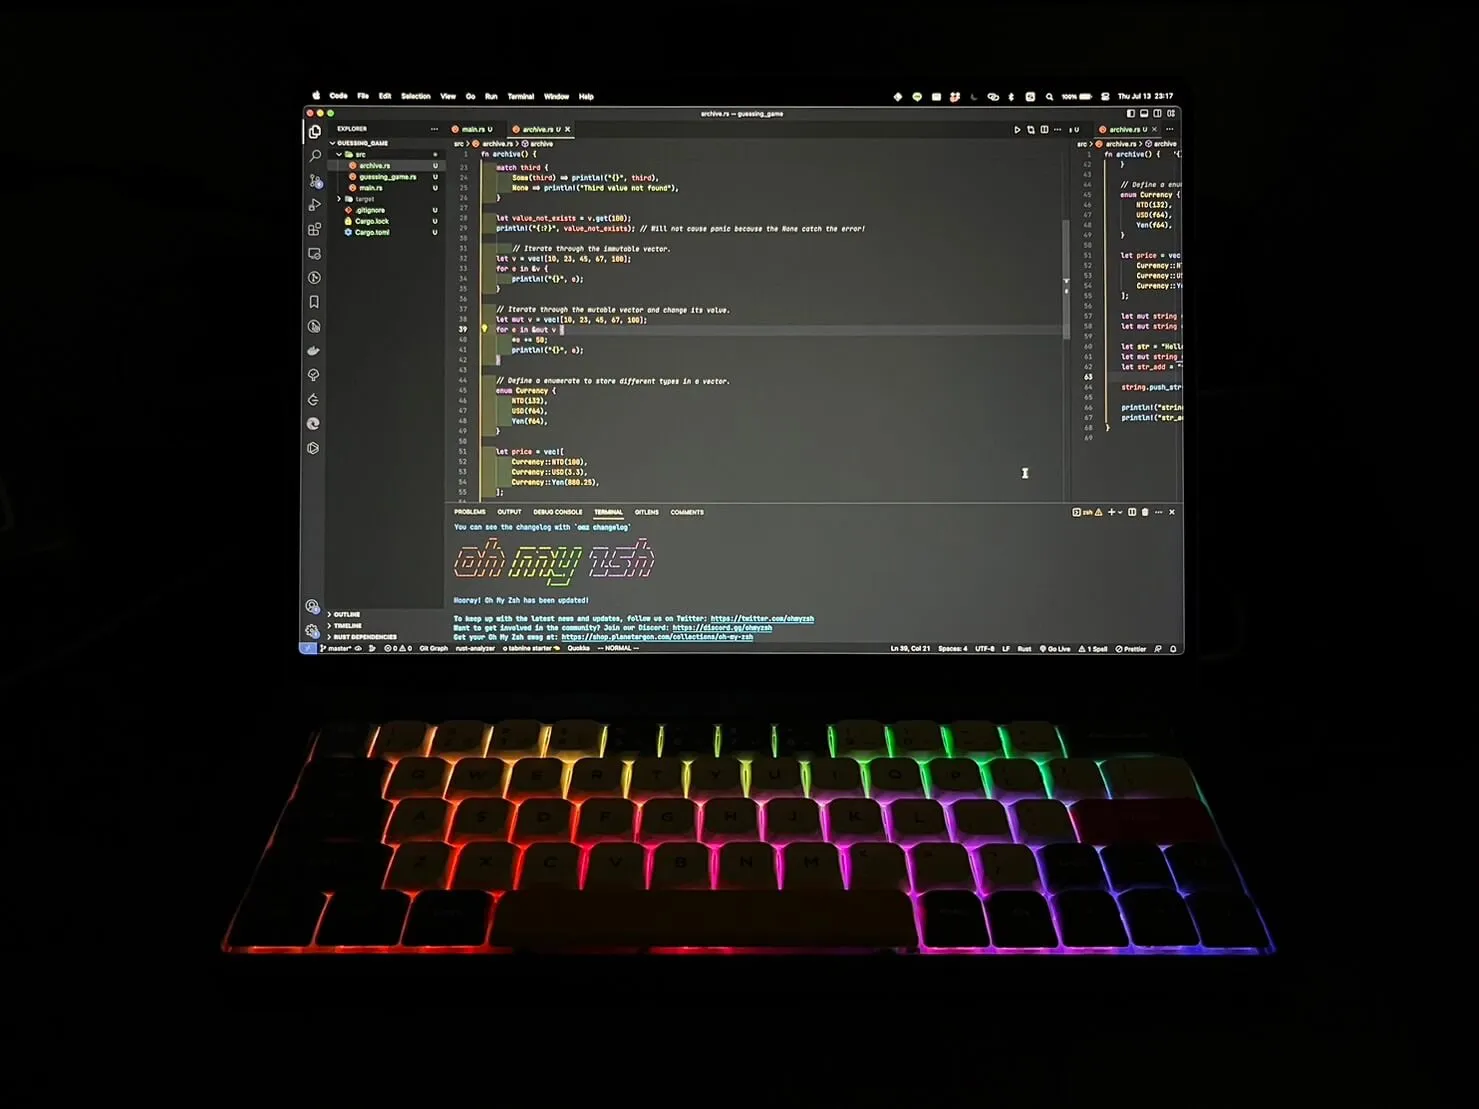 Code File Edit Selection View Go Run Terminal Window Help
100% Thu Jul 13 23:17
archive.rs — guessing_game
EXPLORER
GUESSING_GAME
src
archive.rs U
guessing_game.rs U
main.rs U
target
.gitignore U
Cargo.lock U
Cargo.toml U
OUTLINE
TIMELINE
RUST DEPENDENCIES
main.rs U archive.rs U
src > archive.rs > archive
1 fn archive() {
23 match third {
24 Some(third) => println!("{}", third),
25 None => println!("Third value not found"),
26 }
27
28 let value_not_exists = v.get(100);
29 println!("{:?}", value_not_exists); // Will not cause panic because the None catch the error!
30
31 // Iterate through the immutable vector.
32 let v = vec![10, 23, 45, 67, 100];
33 for e in &v {
34 println!("{}", e);
35 }
36
37 // Iterate through the mutable vector and change its value.
38 let mut v = vec![10, 23, 45, 67, 100];
39 for e in &mut v {
40 *e += 50;
41 println!("{}", e);
42 }
43
44 // Define a enumerate to store different types in a vector.
45 enum Currency {
46 NTD(i32),
47 USD(f64),
48 Yen(f64),
49 }
50
51 let price = vec![
52 Currency::NTD(100),
53 Currency::USD(3.3),
54 Currency::Yen(880.25),
55 ];
U archive.rs U
src > archive.rs > archive
1 fn archive() {
42 }
43
44 // Define a enu
45 enum Currency {
46 NTD(i32),
47 USD(f64),
48 Yen(f64),
49 }
50
51 let price = vec
52 Currency::N
53 Currency::U
54 Currency::Y
55 ];
56
57 let mut string
58 let mut string
59
60 let str = "Hell
61 let mut string
62 let str_add = "
63
64 string.push_str
65
66 println!("strin
67 println!("str_a
68 }
69
PROBLEMS OUTPUT DEBUG CONSOLE TERMINAL GITLENS COMMENTS
zsh
You can see the changelog with `omz changelog`
oh my zsh
Hooray! Oh My Zsh has been updated!
To keep up with the latest news and updates, follow us on Twitter: https://twitter.com/ohmyzsh
Want to get involved in the community? Join our Discord: https://discord.gg/ohmyzsh
Get your Oh My Zsh swag at: https://shop.planetargon.com/collections/oh-my-zsh
master* 0 0 Git Graph rust-analyzer tabnine starter Quokka -- NORMAL --
Ln 39, Col 21 Spaces: 4 UTF-8 LF Rust Go Live 1 Spell Prettier
Q W E R T Y U I O P
A S D F G H J K L
Z X C V B N M